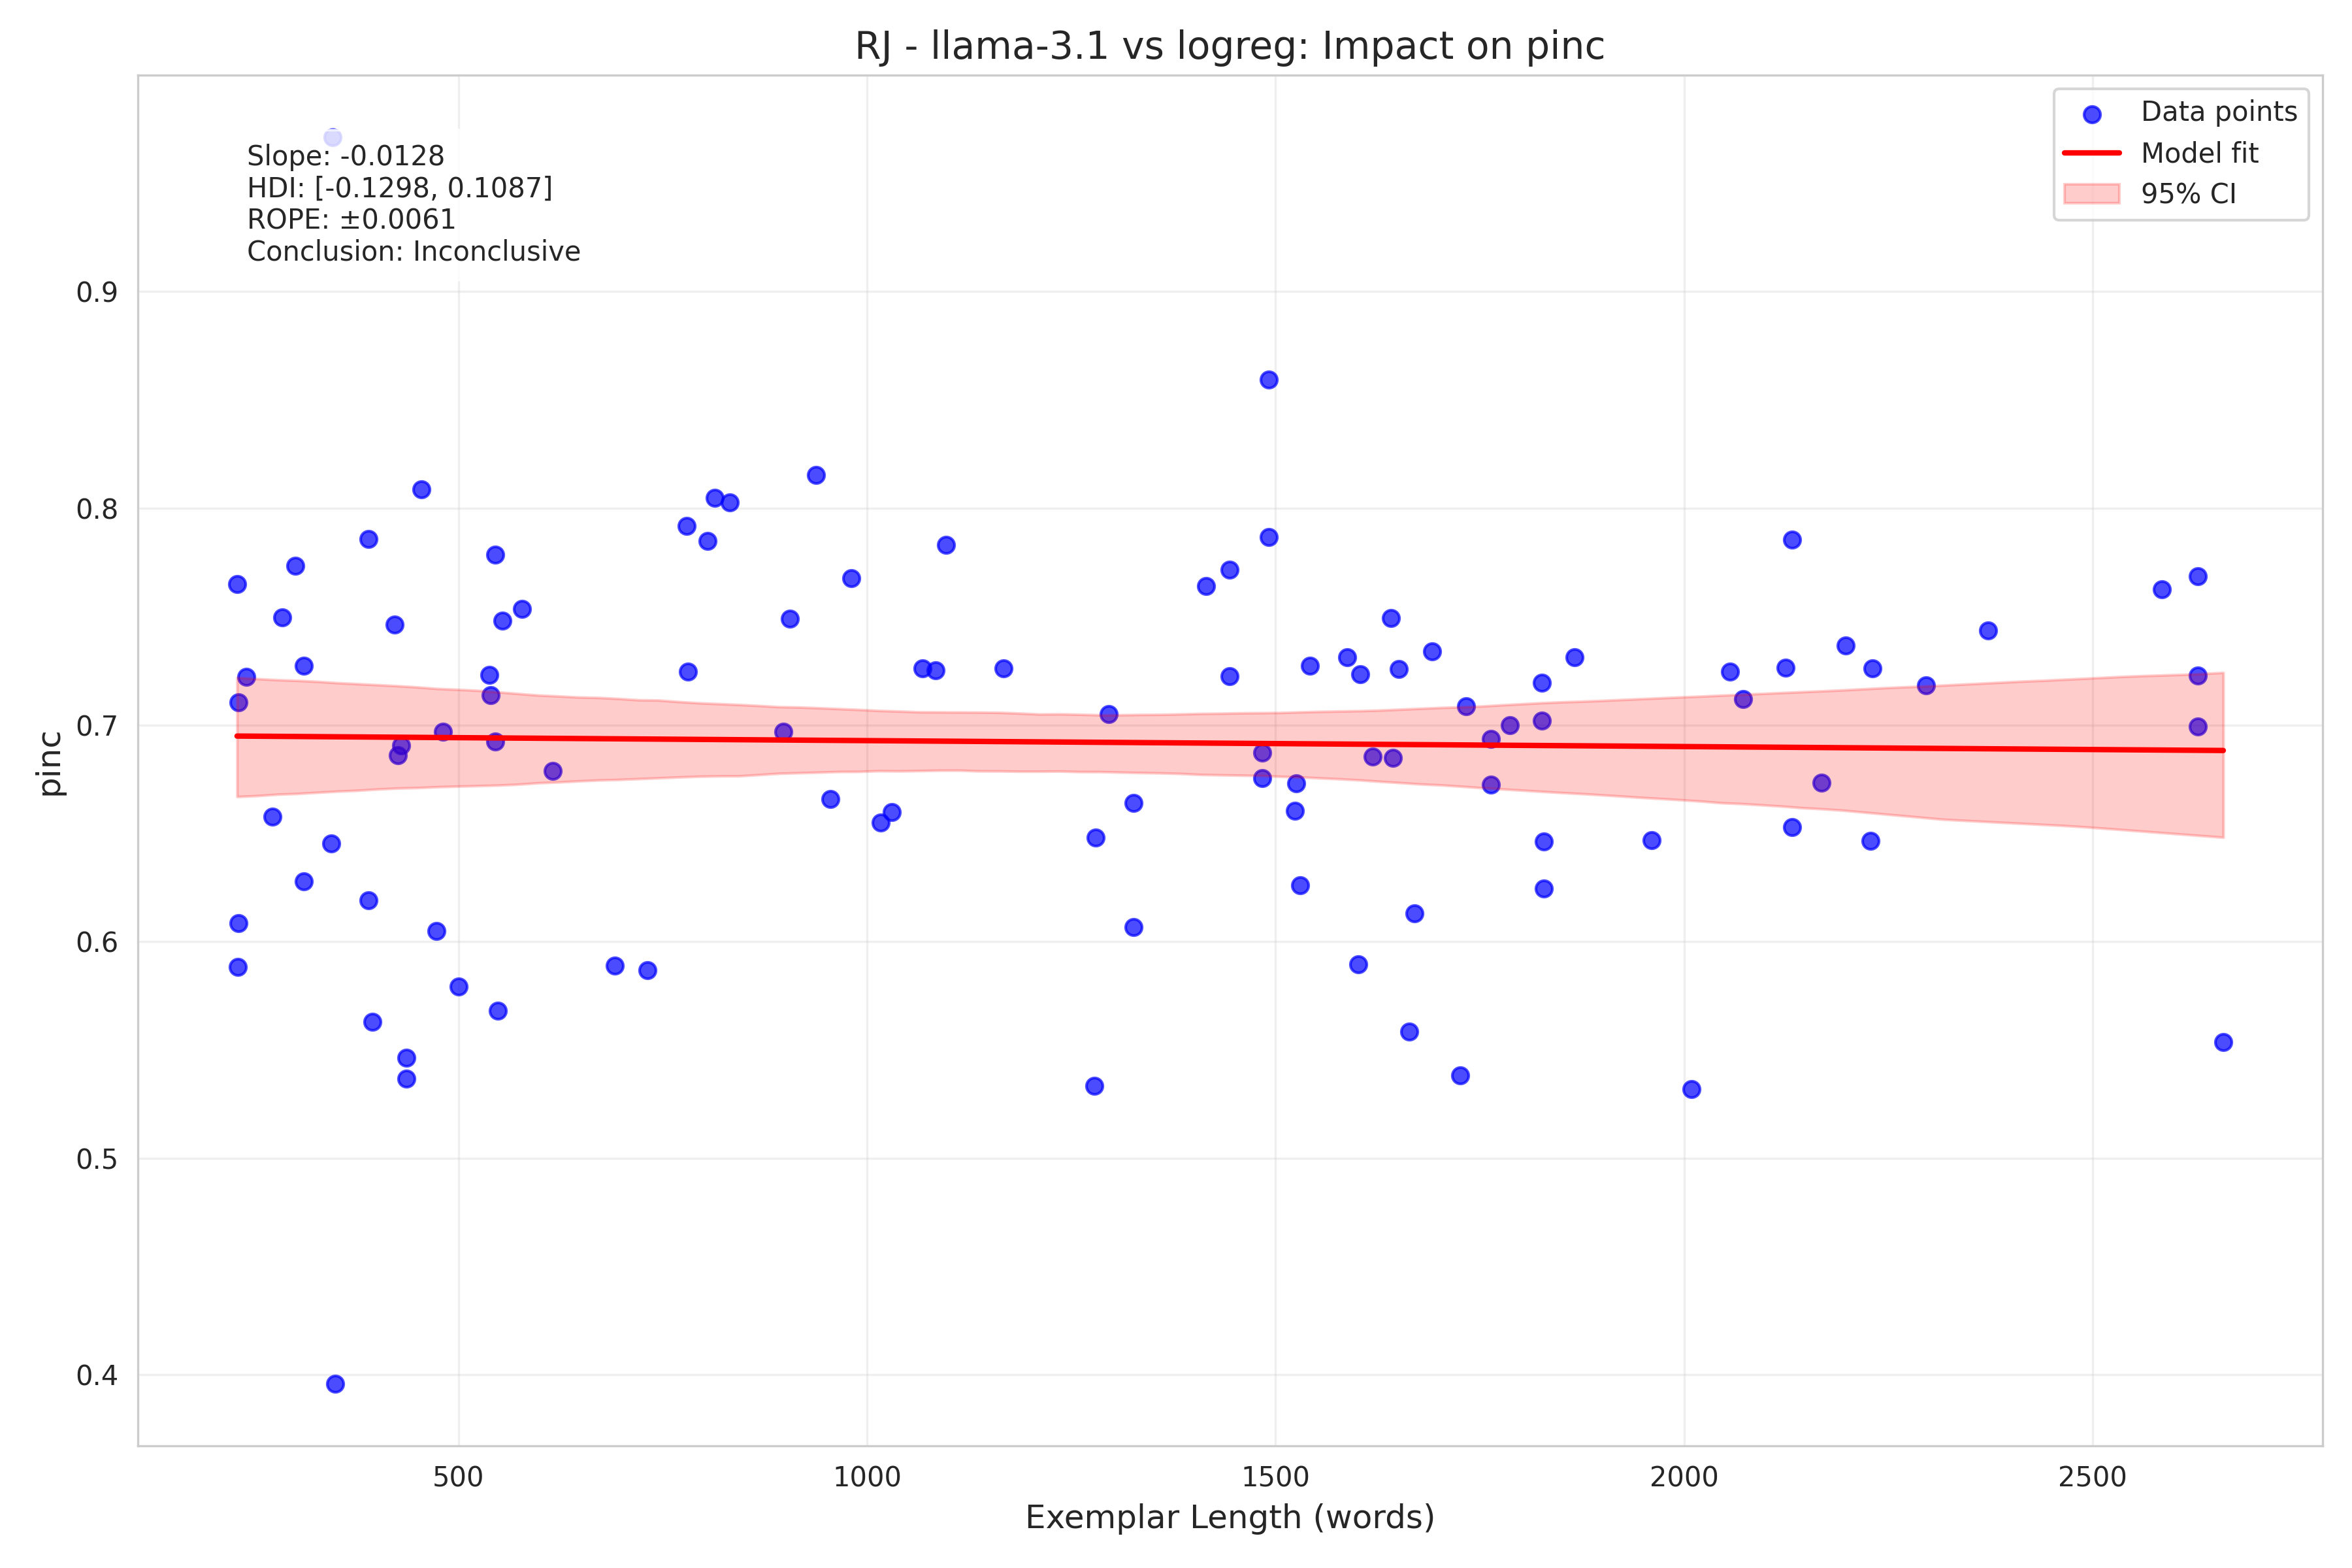 RJ - llama-3.1 vs logreg: Impact on pinc
Slope: -0.0128
HDI: [-0.1298, 0.1087]
ROPE: ±0.0061
Conclusion: Inconclusive
Data points
Model fit
95% CI
pinc
0.9
0.8
0.7
0.6
0.5
0.4
500
1000
1500
2000
2500
Exemplar Length (words)